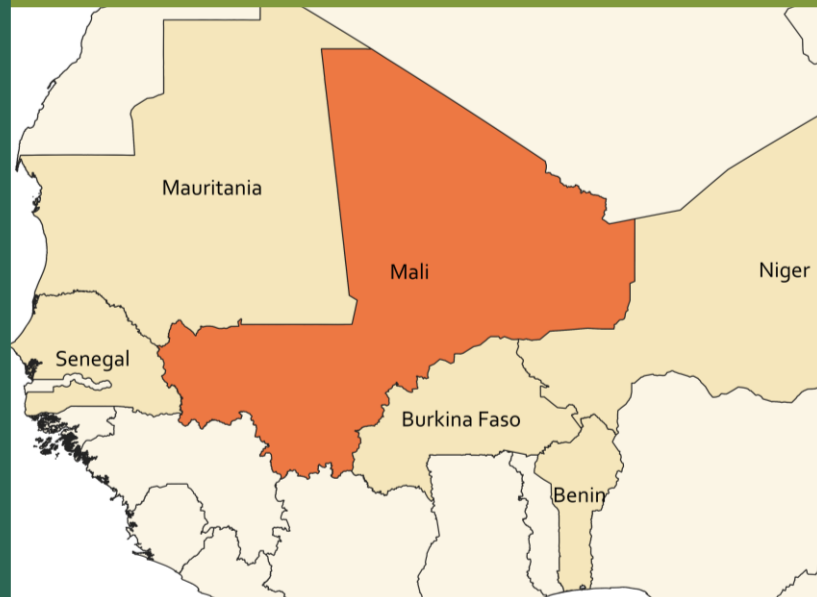 Mauritania
Mali
Niger
Senegal
Burkina Faso
Benin